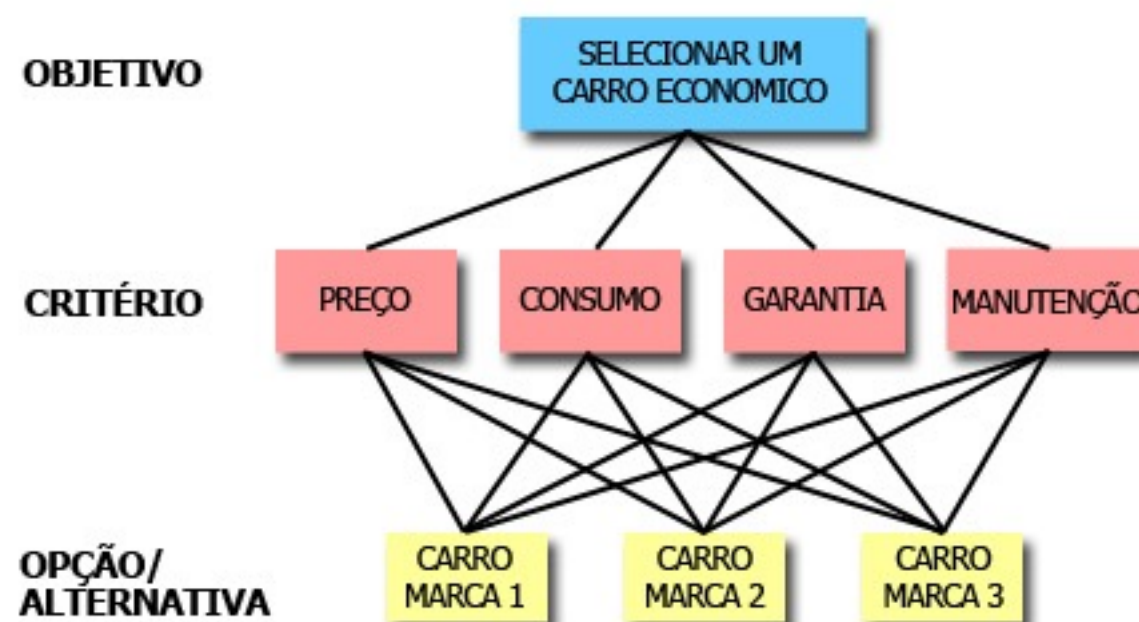 OBJETIVO
SELECIONAR UM
CARRO ECONOMICO
CRITÉRIO
PREÇO
CONSUMO
GARANTIA
MANUTENÇÃO
OPÇÃO/
ALTERNATIVA
CARRO
MARCA 1
CARRO
MARCA 2
CARRO
MARCA 3